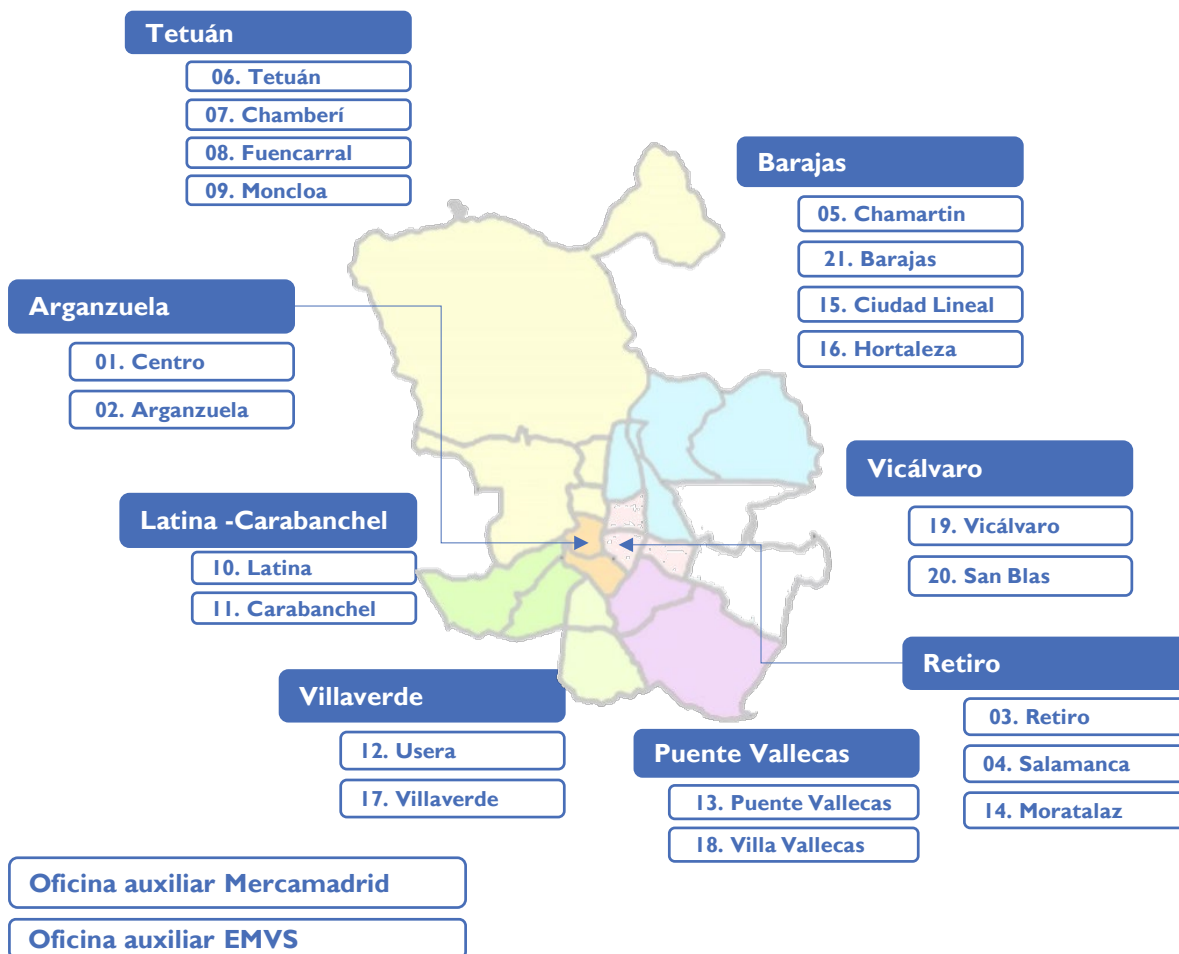 Tetuán
06. Tetuán
07. Chamberí
08. Fuencarral
09. Moncloa
Barajas
05. Chamartin
21. Barajas
15. Ciudad Lineal
16. Hortaleza
Arganzuela
01. Centro
02. Arganzuela
Vicálvaro
19. Vicálvaro
20. San Blas
Latina -Carabanchel
10. Latina
11. Carabanchel
Retiro
03. Retiro
04. Salamanca
14. Moratalaz
Villaverde
12. Usera
17. Villaverde
Puente Vallecas
13. Puente Vallecas
18. Villa Vallecas
Oficina auxiliar Mercamadrid
Oficina auxiliar EMVS